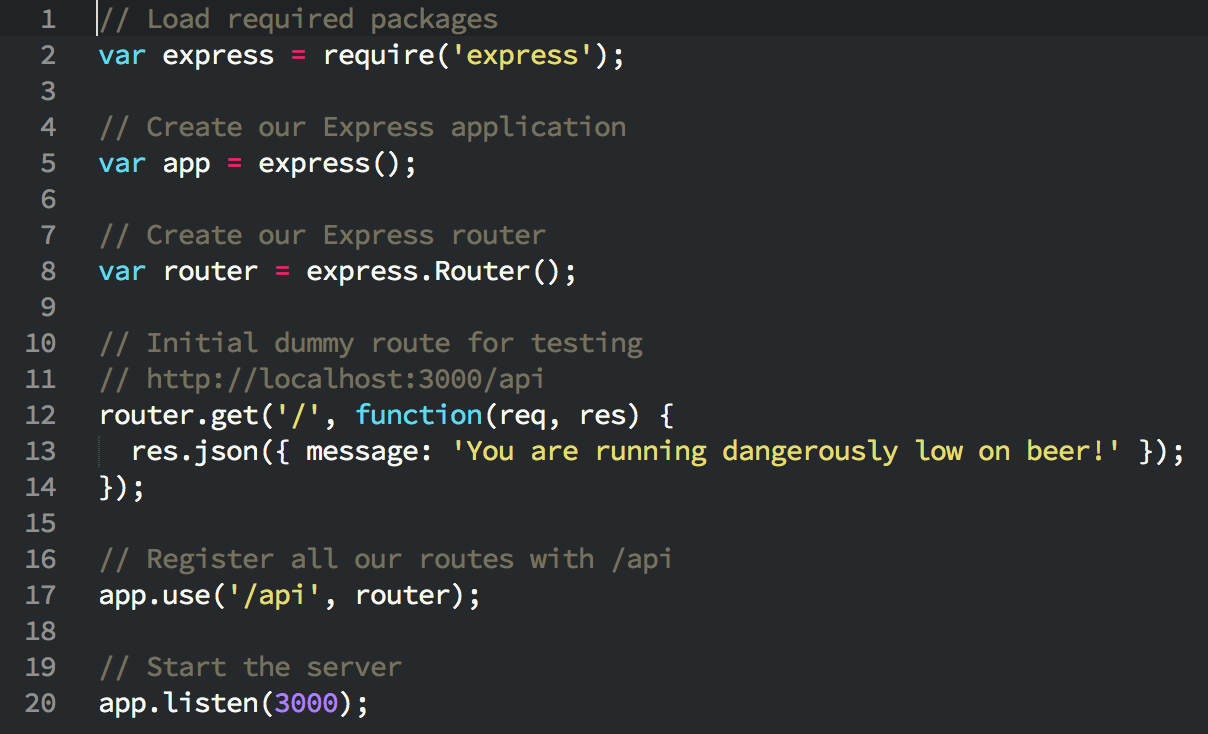 1 // Load required packages
2 var express = require('express');
3
4 // Create our Express application
5 var app = express();
6
7 // Create our Express router
8 var router = express.Router();
9
10 // Initial dummy route for testing
11 // http://localhost:3000/api
12 router.get('/', function(req, res) {
13   res.json({ message: 'You are running dangerously low on beer!' });
14 });
15
16 // Register all our routes with /api
17 app.use('/api', router);
18
19 // Start the server
20 app.listen(3000);